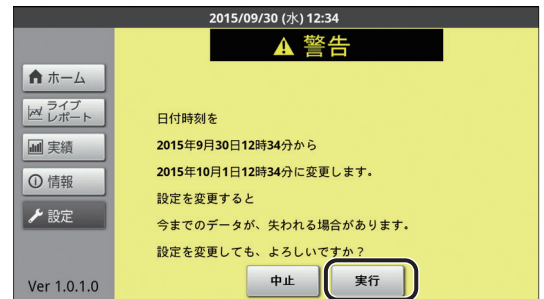 2015/09/30 (水) 12:34
警告
ホーム
ライブ
レポート
実績
情報
設定
Ver 1.0.1.0
日付時刻を
2015年9月30日12時34分から
2015年10月1日12時34分に変更します。
設定を変更すると
今までのデータが、失われる場合があります。
設定を変更しても、よろしいですか？
中止
実行